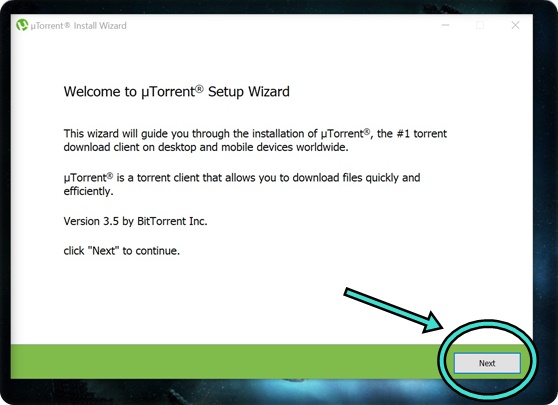 µTorrent® Install Wizard
Welcome to µTorrent® Setup Wizard
This wizard will guide you through the installation of µTorrent®, the #1 torrent
download client on desktop and mobile devices worldwide.
µTorrent® is a torrent client that allows you to download files quickly and
efficiently.
Version 3.5 by BitTorrent Inc.
click "Next" to continue.
Next